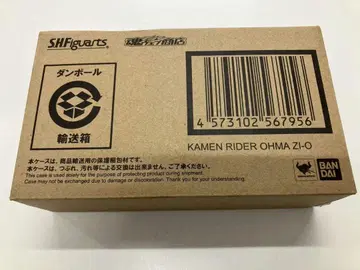 S.H.Figuarts
魂ウェブ商店
ダンボール
輸送箱
4 573102 567956
KAMEN RIDER OHMA ZI-O
本ケースは、商品輸送用の保護梱包材です。
本ケースは、つぶれ、汚れ等による交換は出来ません。ご了承ください。
This case is used solely for the purpose of protecting product during shipment.
Case may not be exchanged due to damage or discoloration. Thank you for your understanding.
BAN
DAI